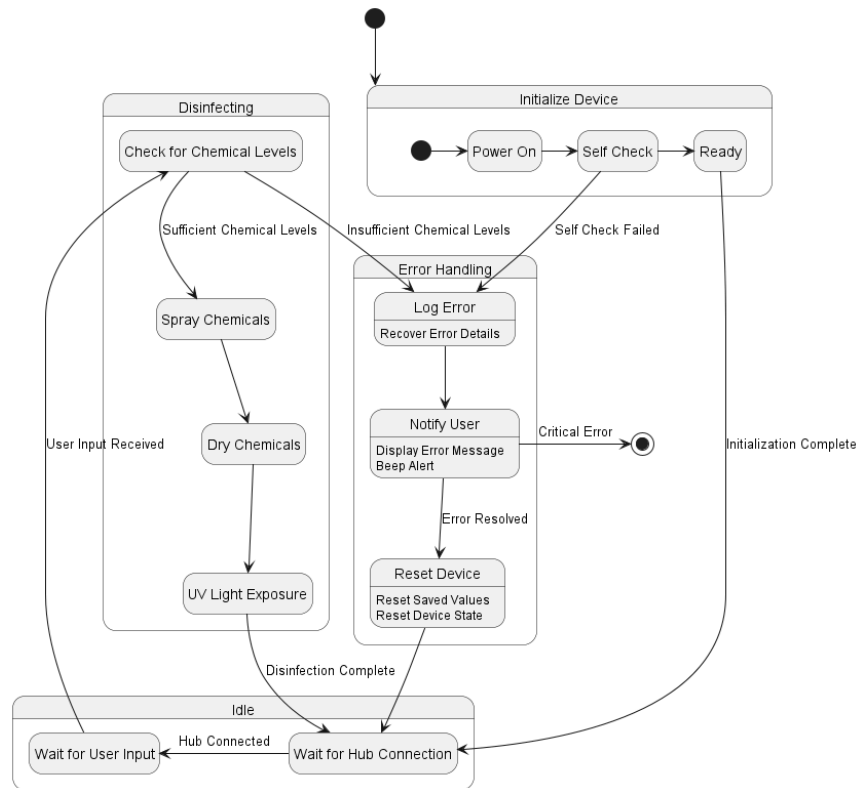 Initialize Device
Power On
Self Check
Ready
Disinfecting
Check for Chemical Levels
Sufficient Chemical Levels
Insufficient Chemical Levels
Self Check Failed
Error Handling
Log Error
Recover Error Details
Spray Chemicals
Notify User
Display Error Message
Beep Alert
Critical Error
Dry Chemicals
User Input Received
Initialization Complete
Error Resolved
Reset Device
Reset Saved Values
Reset Device State
UV Light Exposure
Disinfection Complete
Idle
Wait for User Input
Hub Connected
Wait for Hub Connection